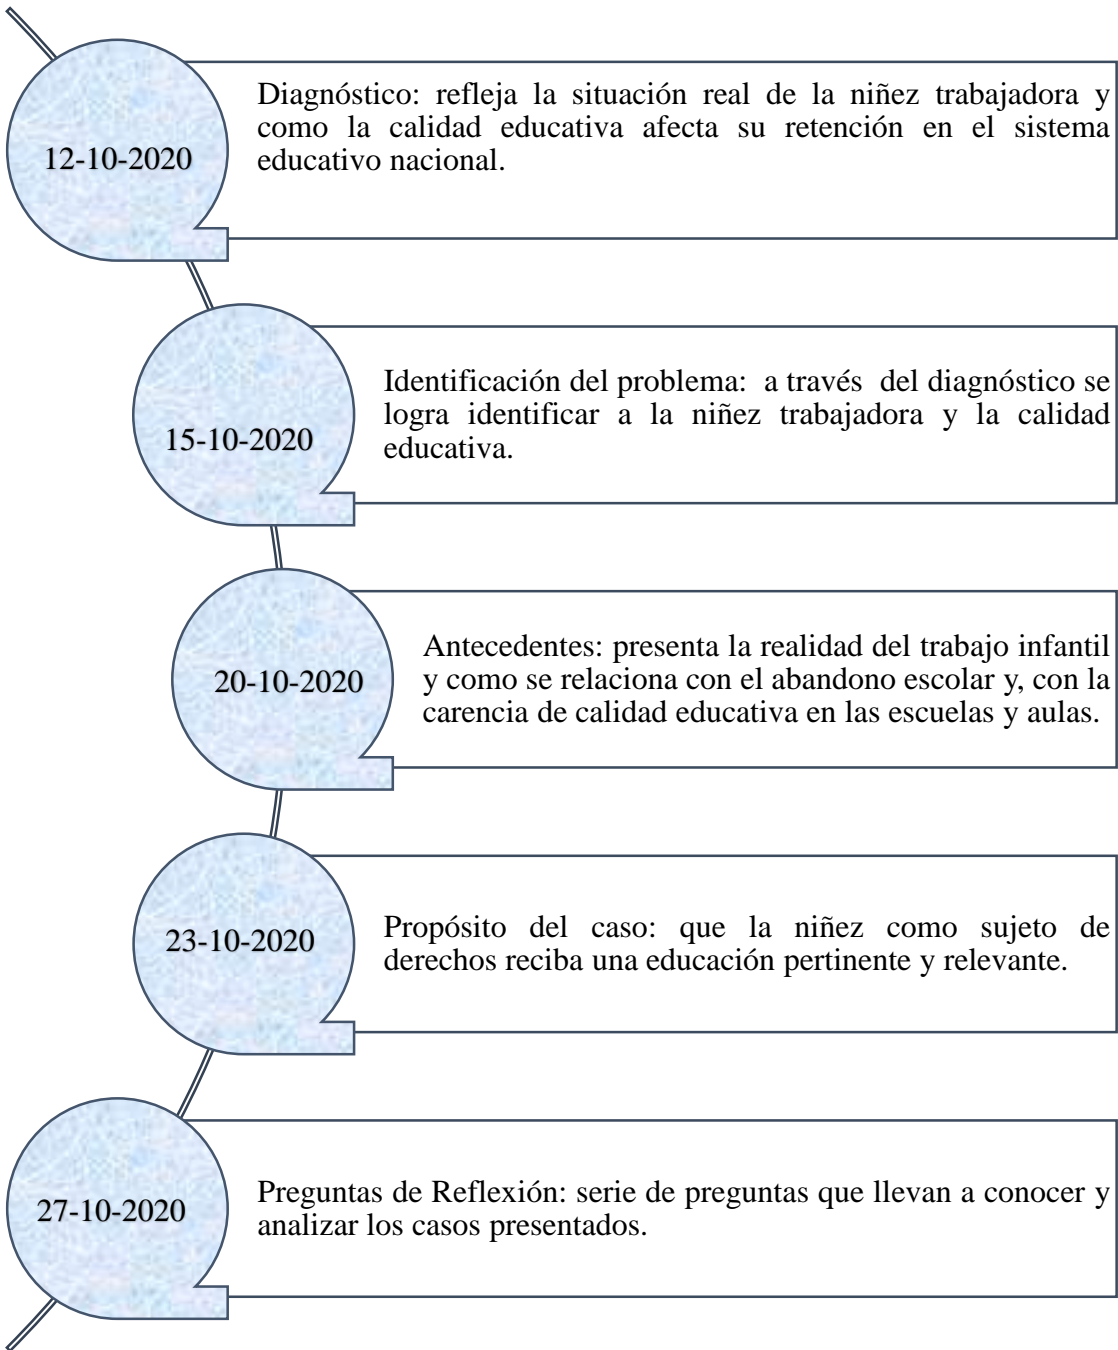 12-10-2020
Diagnóstico: refleja la situación real de la niñez trabajadora y
como la calidad educativa afecta su retención en el sistema
educativo nacional.
15-10-2020
Identificación del problema: a través del diagnóstico se
logra identificar a la niñez trabajadora y la calidad
educativa.
20-10-2020
Antecedentes: presenta la realidad del trabajo infantil
y como se relaciona con el abandono escolar y, con la
carencia de calidad educativa en las escuelas y aulas.
23-10-2020
Propósito del caso: que la niñez como sujeto de
derechos reciba una educación pertinente y relevante.
27-10-2020
Preguntas de Reflexión: serie de preguntas que llevan a conocer y
analizar los casos presentados.